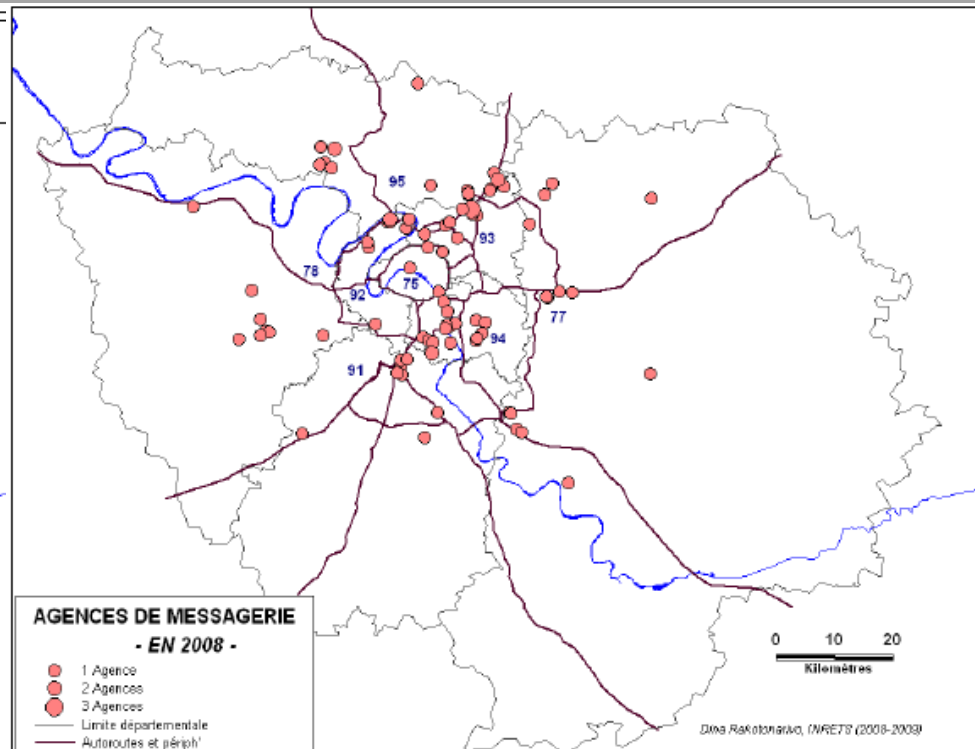 95
93
78
75
92
77
94
91
AGENCES DE MESSAGERIE
- EN 2008 -
1 Agence
2 Agences
3 Agences
Limite départementale
Autoroutes et périph'
0 10 20
Kilomètres
Dina Rakotonarivo, INRETS (2008-2009)